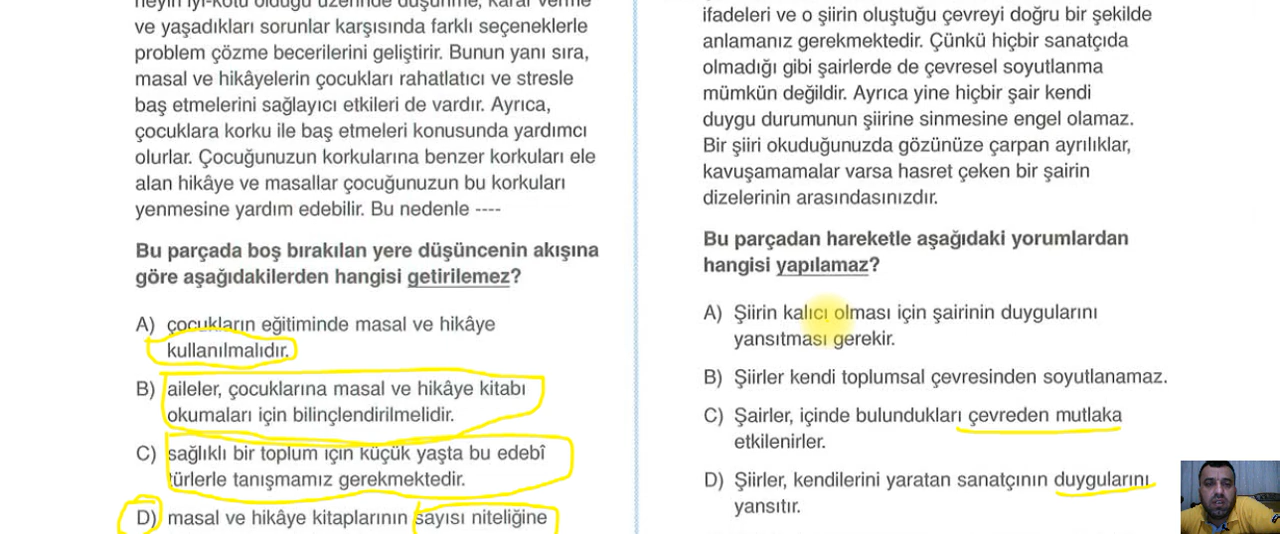 neyin iyi-kötü olduğu üzerinde düşünme, karar verme
ve yaşadıkları sorunlar karşısında farklı seçeneklerle
problem çözme becerilerini geliştirir. Bunun yanı sıra,
masal ve hikâyelerin çocukları rahatlatıcı ve stresle
baş etmelerini sağlayıcı etkileri de vardır. Ayrıca,
çocuklara korku ile baş etmeleri konusunda yardımcı
olurlar. Çocuğunuzun korkularına benzer korkuları ele
alan hikâye ve masallar çocuğunuzun bu korkuları
yenmesine yardım edebilir. Bu nedenle ----
Bu parçada boş bırakılan yere düşüncenin akışına
göre aşağıdakilerden hangisi getirilemez?
A) çocukların eğitiminde masal ve hikâye
kullanılmalıdır.
B) aileler, çocuklarına masal ve hikâye kitabı
okumaları için bilinçlendirilmelidir.
C) sağlıklı bir toplum için küçük yaşta bu edebî
türlerle tanışmamız gerekmektedir.
D) masal ve hikâye kitaplarının sayısı niteliğine
ifadeleri ve o şiirin oluştuğu çevreyi doğru bir şekilde
anlamanız gerekmektedir. Çünkü hiçbir sanatçıda
olmadığı gibi şairlerde de çevresel soyutlanma
mümkün değildir. Ayrıca yine hiçbir şair kendi
duygu durumunun şiirine sinmesine engel olamaz.
Bir şiiri okuduğunuzda gözünüze çarpan ayrılıklar,
kavuşamamalar varsa hasret çeken bir şairin
dizelerinin arasındasınızdır.
Bu parçadan hareketle aşağıdaki yorumlardan
hangisi yapılamaz?
A) Şiirin kalıcı olması için şairinin duygularını
yansıtması gerekir.
B) Şiirler kendi toplumsal çevresinden soyutlanamaz.
C) Şairler, içinde bulundukları çevreden mutlaka
etkilenirler.
D) Şiirler, kendilerini yaratan sanatçının duygularını
yansıtır.